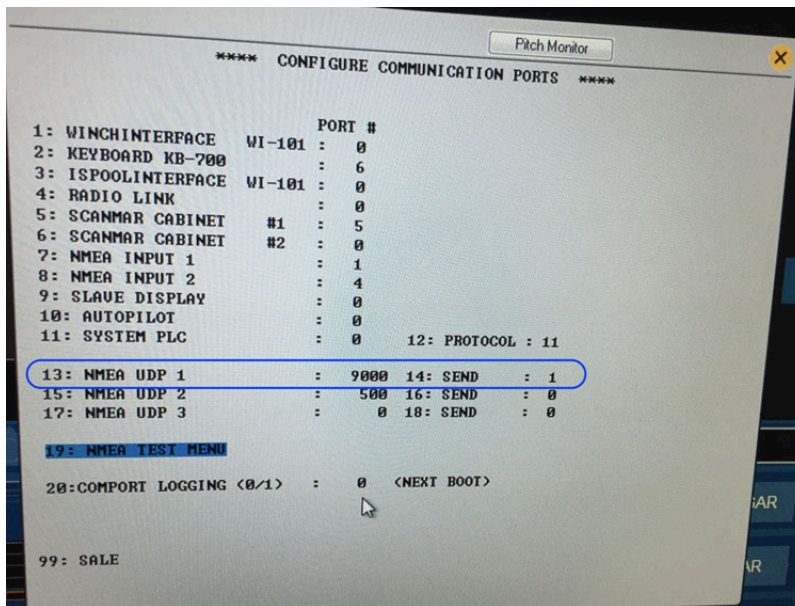 Pitch Monitor
**** CONFIGURE COMMUNICATION PORTS ****
PORT #
1: WINCHINTERFACE WI-101 : 0
2: KEYBOARD KB-700 : 6
3: ISPOOLINTERFACE WI-101 : 0
4: RADIO LINK : 0
5: SCANMAR CABINET #1 : 5
6: SCANMAR CABINET #2 : 0
7: NMEA INPUT 1 : 1
8: NMEA INPUT 2 : 4
9: SLAVE DISPLAY : 0
10: AUTOPILOT : 0
11: SYSTEM PLC : 0 12: PROTOCOL : 11
13: NMEA UDP 1 : 9000 14: SEND : 1
15: NMEA UDP 2 : 500 16: SEND : 0
17: NMEA UDP 3 : 0 18: SEND : 0
19: NMEA TEST MENU
20:COMPORT LOGGING (0/1) : 0 <NEXT BOOT>
99: SALE